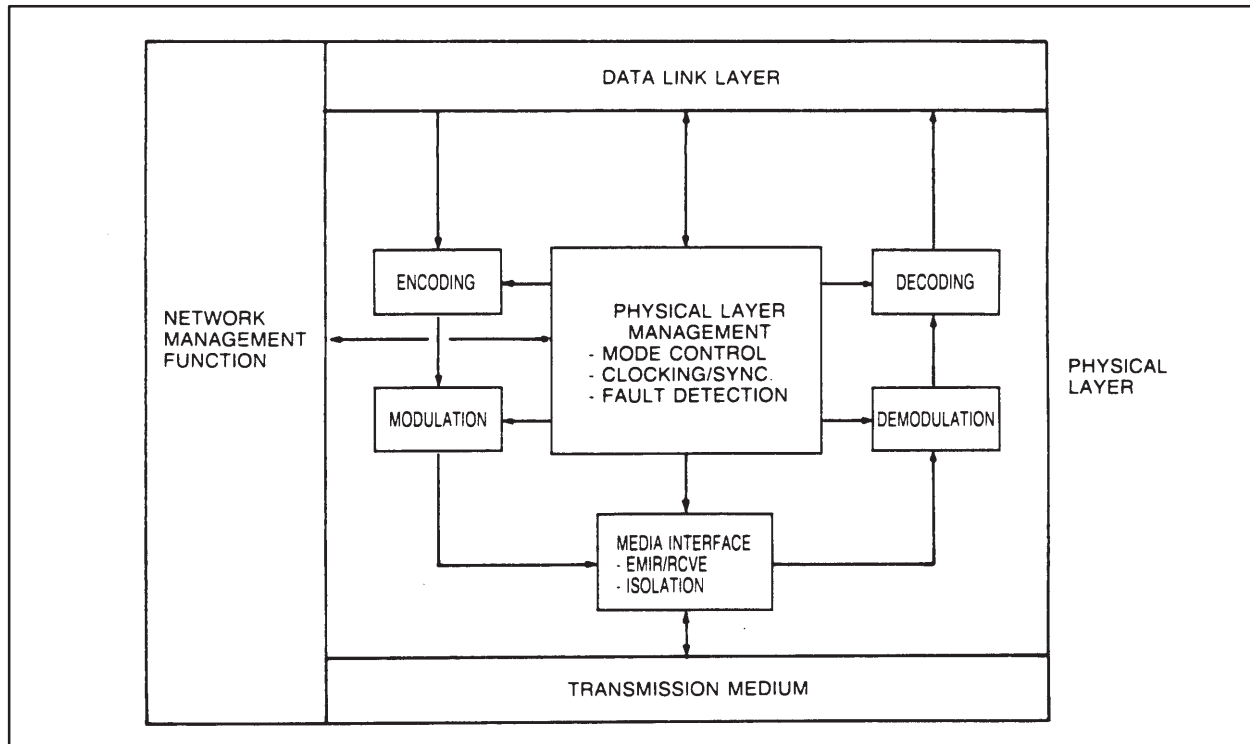 DATA LINK LAYER
ENCODING
DECODING
PHYSICAL LAYER
MANAGEMENT
- MODE CONTROL
- CLOCKING/SYNC.
- FAULT DETECTION
NETWORK
MANAGEMENT
FUNCTION
PHYSICAL
LAYER
MODULATION
DEMODULATION
MEDIA INTERFACE
- EMIR/RCVE
- ISOLATION
TRANSMISSION MEDIUM